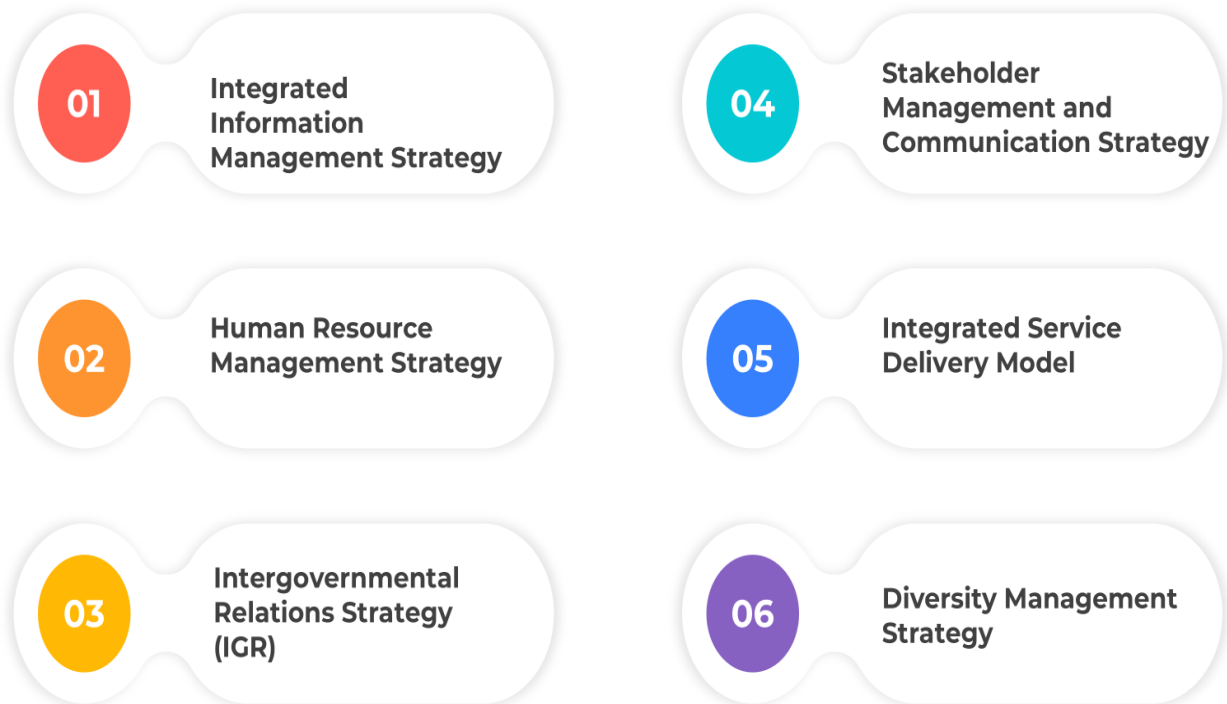 01
Integrated
Information
Management Strategy
02
Human Resource
Management Strategy
03
Intergovernmental
Relations Strategy
(IGR)
04
Stakeholder
Management and
Communication Strategy
05
Integrated Service
Delivery Model
06
Diversity Management
Strategy